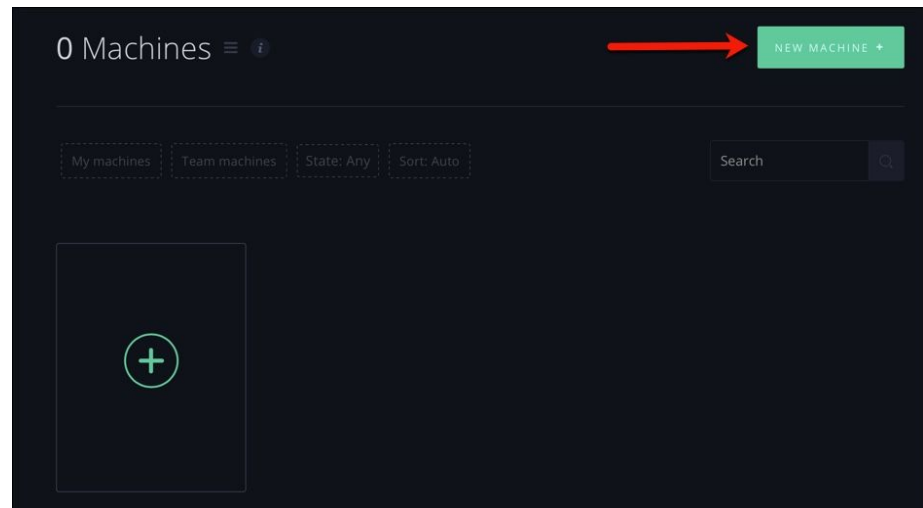 0 Machines
NEW MACHINE +
My machines Team machines State: Any Sort: Auto
Search